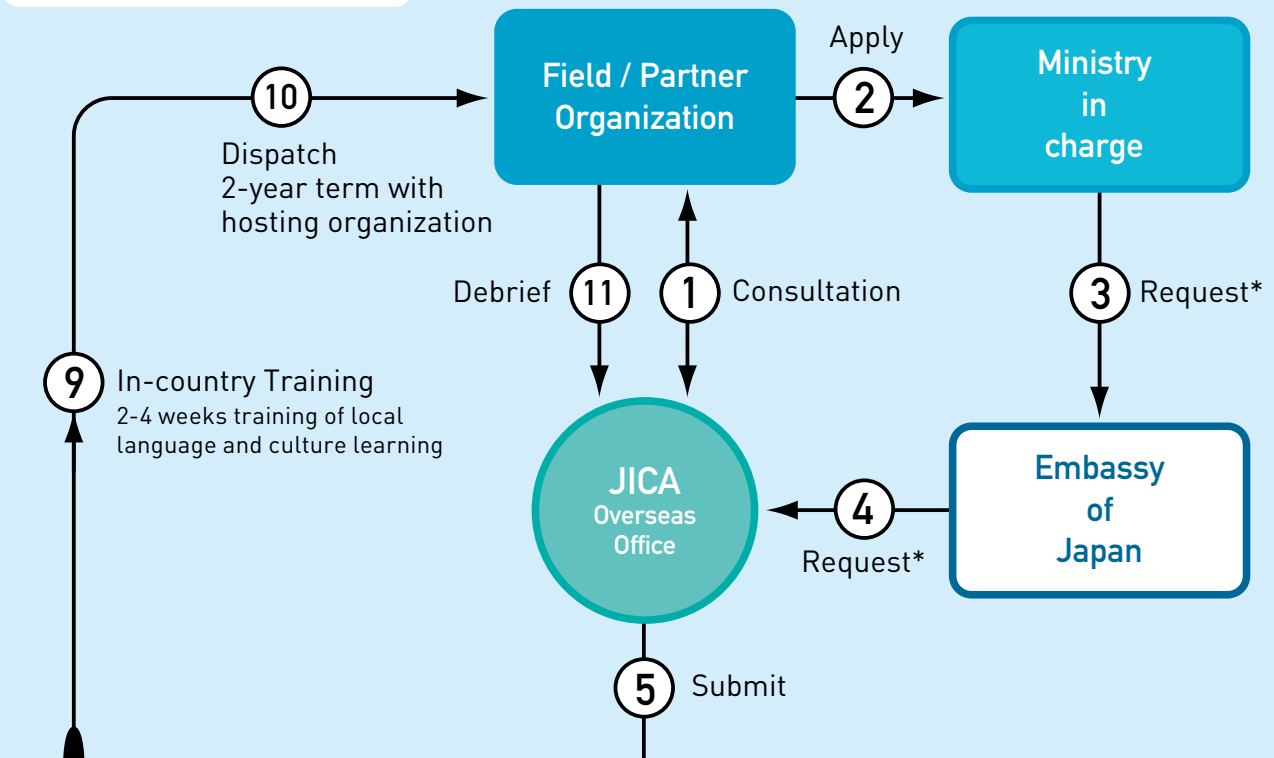 Field / Partner
Organization
2
Apply
Ministry
in
charge
10
Dispatch
2-year term with
hosting organization
Debrief
11
1
Consultation
3
Request*
9
In-country Training
2-4 weeks training of local
language and culture learning
JICA
Overseas
Office
4
Request*
Embassy
of
Japan
5
Submit